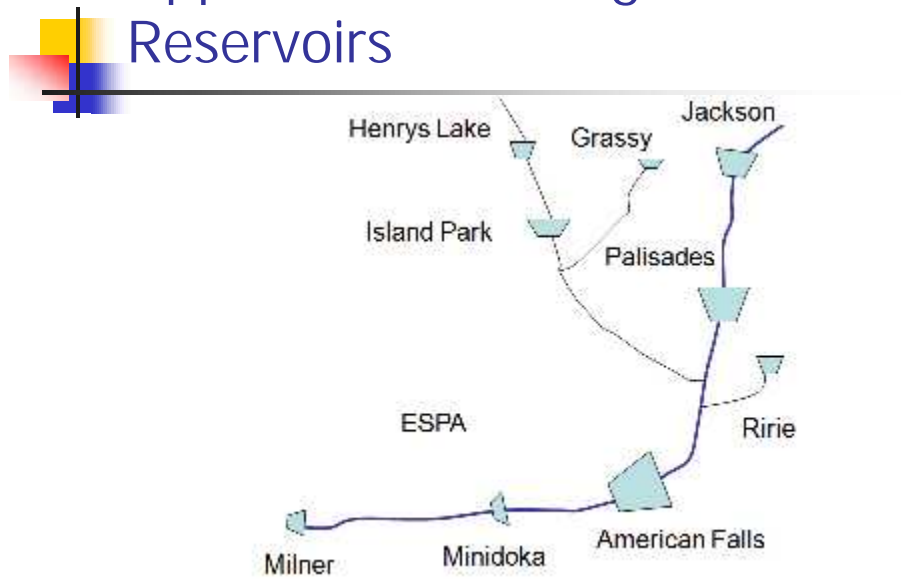 Reservoirs
Jackson
Henrys Lake
Grassy
Island Park
Palisades
ESPA
Ririe
American Falls
Minidoka
Milner